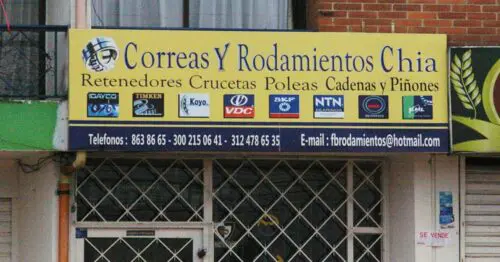 Correas Y Rodamientos Chia
Retenedores Crucetas Poleas Cadenas y Piñones
DAYCO TIMKEN Koyo. VDC SKF NTN
Telefonos : 863 86 65 - 300 215 06 41 - 312 478 65 35 E-mail : fbrodamientos@hotmail.com
SE VENDE